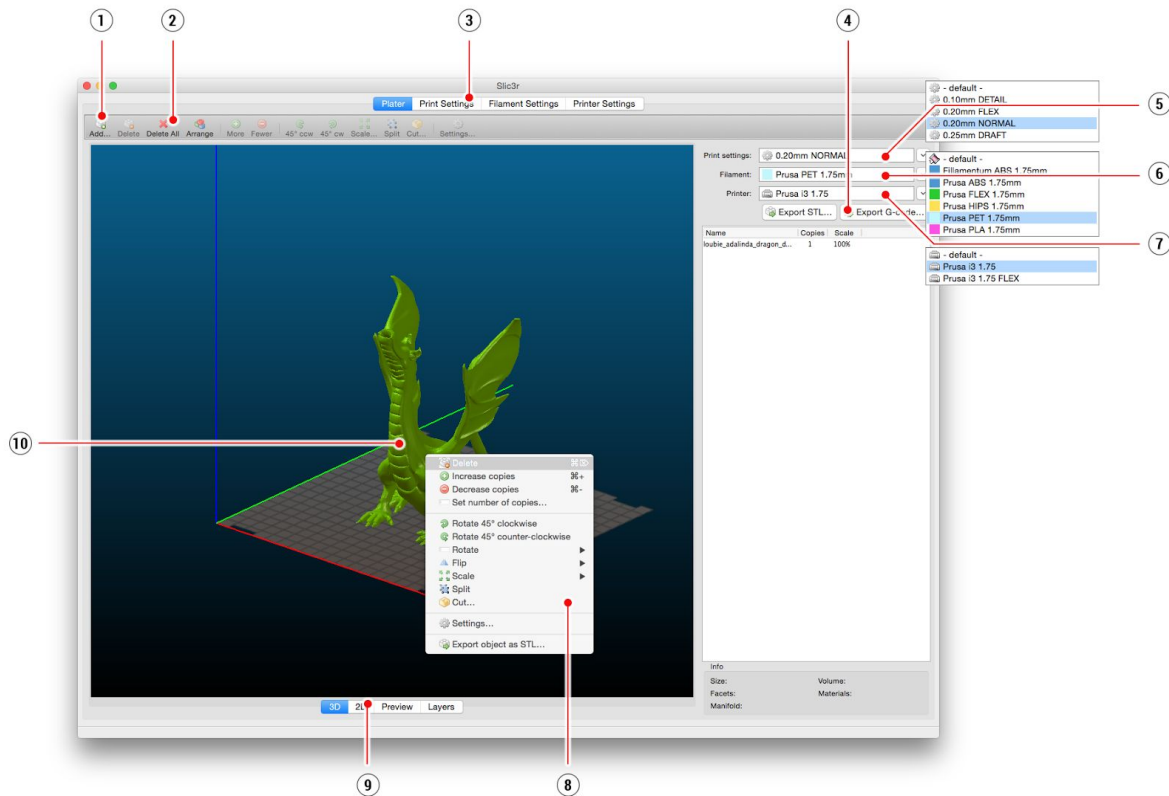 1
2
3
4
Slic3r
Plater Print Settings Filament Settings Printer Settings
Add... Delete Delete All Arrange More Fewer 45° ccw 45° cw Scale... Split Cut... Settings...
- default -
0.10mm DETAIL
0.20mm FLEX
0.20mm NORMAL
0.25mm DRAFT
5
Print settings: 0.20mm NORMAL
Filament: Prusa PET 1.75mm
Printer: Prusa i3 1.75
Export STL... Export G-code...
- default -
Fillamentum ABS 1.75mm
Prusa ABS 1.75mm
Prusa FLEX 1.75mm
Prusa HIPS 1.75mm
Prusa PET 1.75mm
Prusa PLA 1.75mm
6
7
- default -
Prusa i3 1.75
Prusa i3 1.75 FLEX
Name Copies Scale
loubie_adalinda_dragon_d... 1 100%
10
Delete ⌘⌦
Increase copies ⌘+
Decrease copies ⌘-
Set number of copies...
Rotate 45° clockwise
Rotate 45° counter-clockwise
Rotate
Flip
Scale
Split
Cut...
Settings...
Export object as STL...
Info
Size: Volume:
Facets: Materials:
Manifold:
3D 2D Preview Layers
9
8